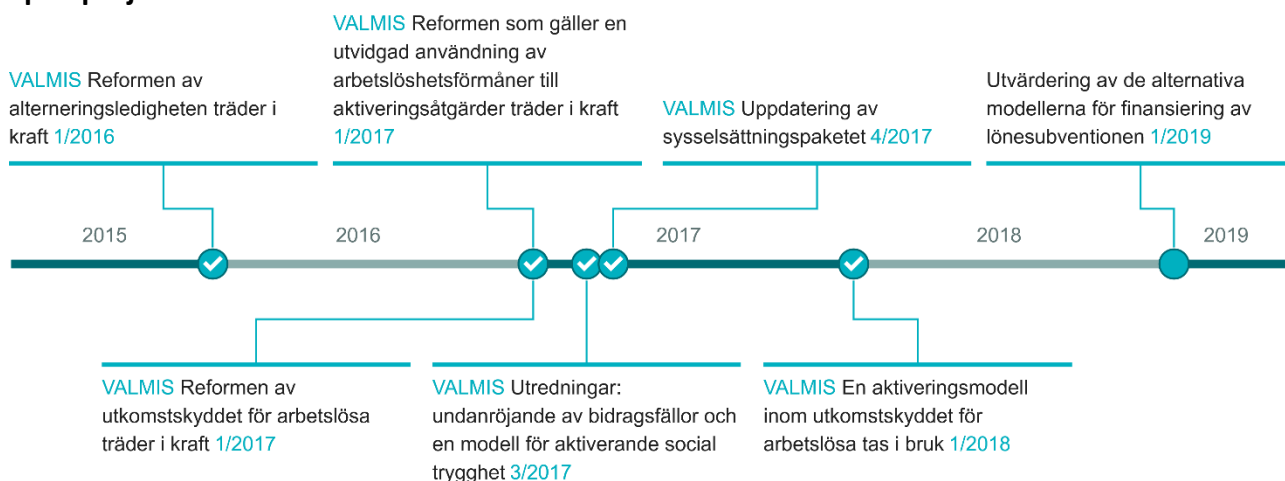 VALMIS Reformen av
alterneringsledigheten träder i
kraft 1/2016
VALMIS Reformen som gäller en
utvidgad användning av
arbetslöshetsförmåner till
aktiveringsåtgärder träder i kraft
1/2017
VALMIS Uppdatering av
sysselsättningspaketet 4/2017
Utvärdering av de alternativa
modellerna för finansiering av
lönesubventionen 1/2019
2015
2016
2017
2018
2019
VALMIS Reformen av
utkomstskyddet för arbetslösa
träder i kraft 1/2017
VALMIS Utredningar:
undanröjande av bidragsfällor och
en modell för aktiverande social
trygghet 3/2017
VALMIS En aktiveringsmodell
inom utkomstskyddet för
arbetslösa tas i bruk 1/2018